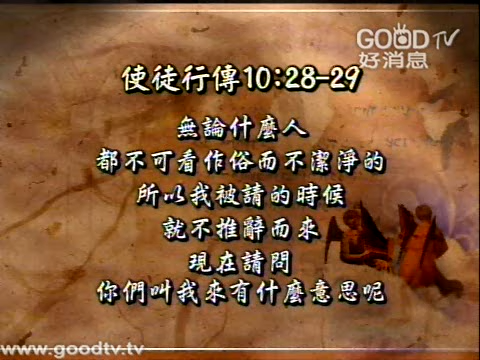 GOOD TV
好消息
使徒行傳10:28-29
無論什麼人
都不可看作俗而不潔淨的
所以我被請的時候
就不推辭而來
現在請問
你們叫我來有什麼意思呢
www.goodtv.tv